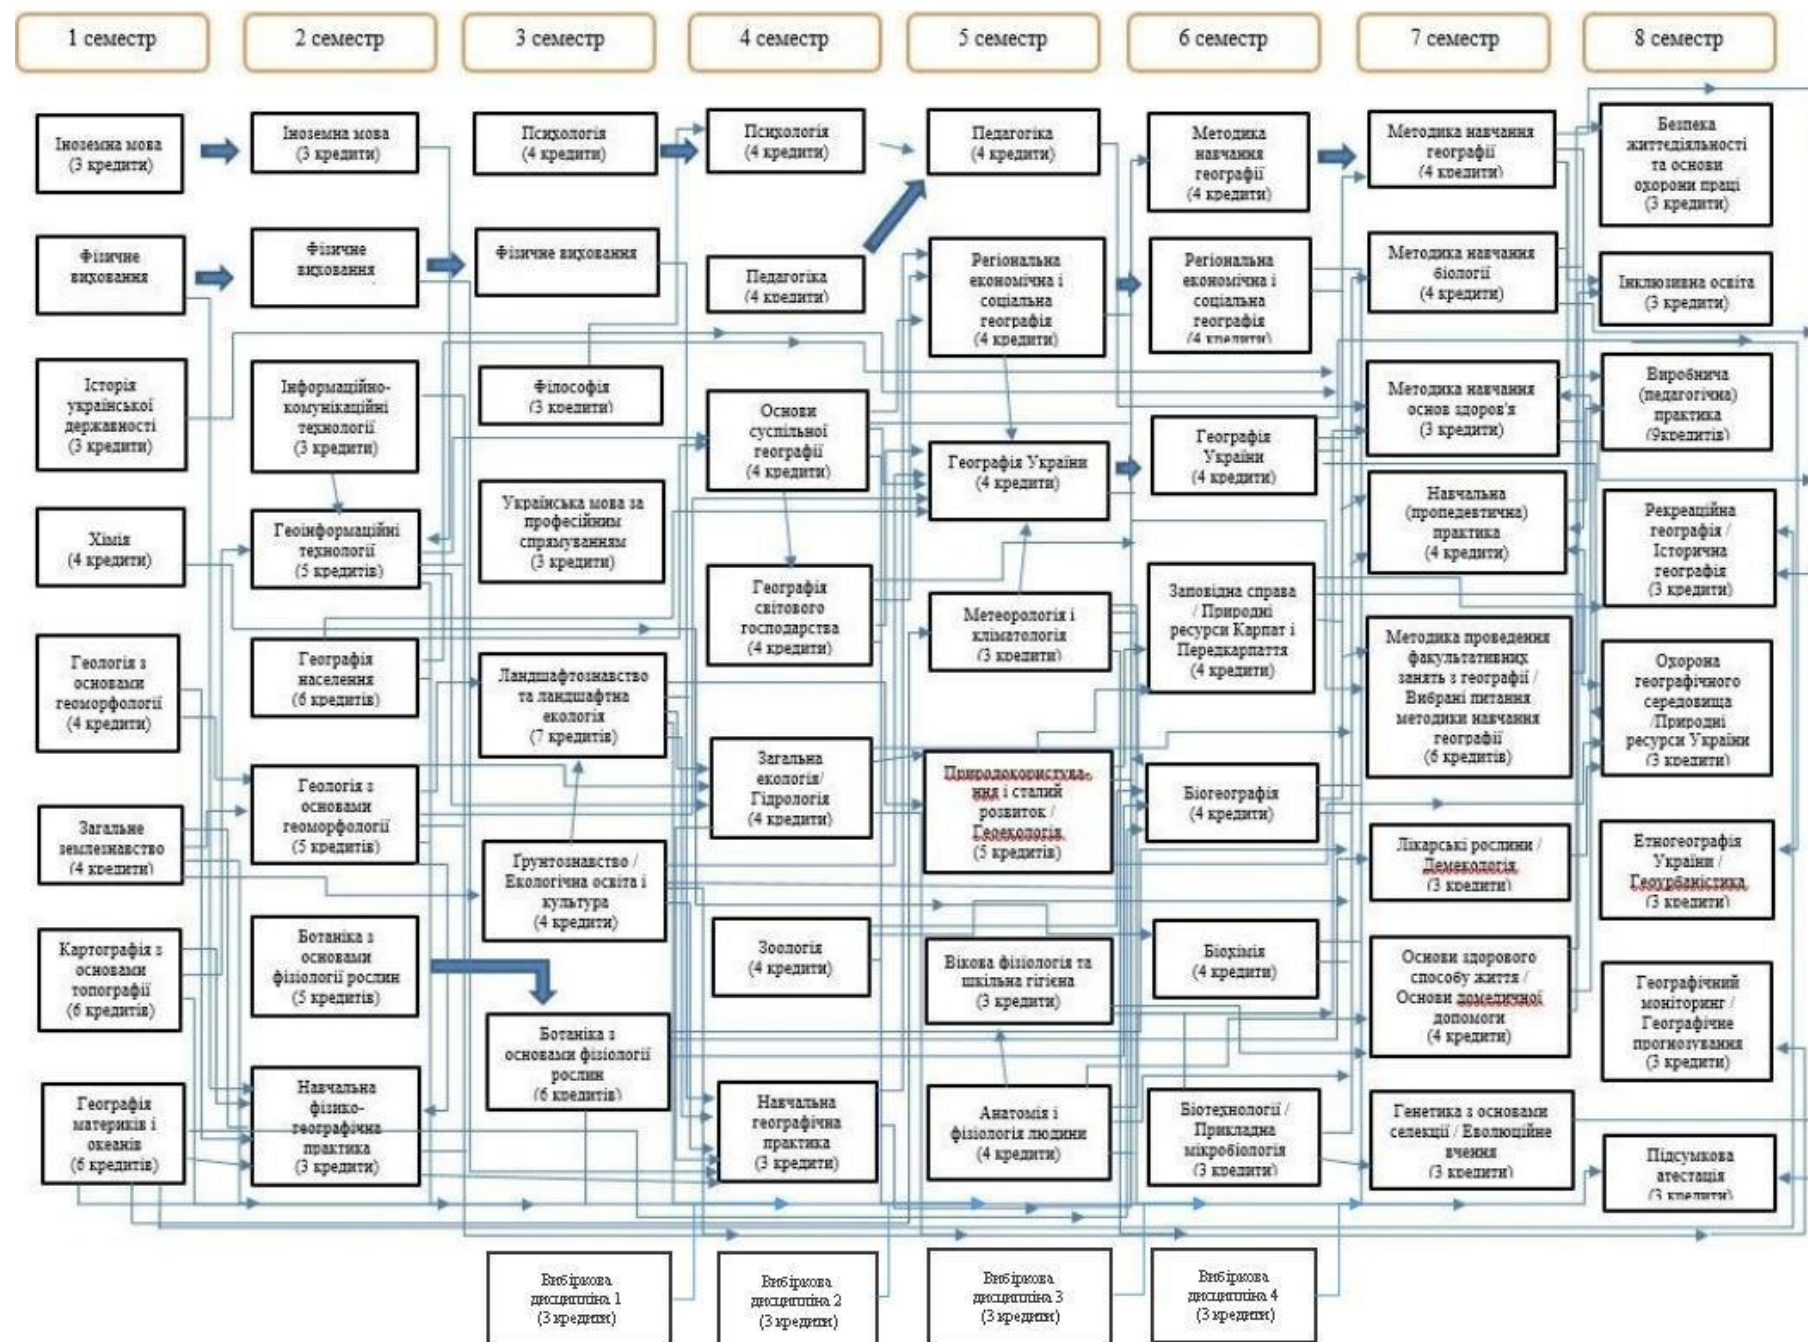 1 семестр
2 семестр
3 семестр
4 семестр
5 семестр
6 семестр
7 семестр
8 семестр
Іноземна мова
(3 кредити)
Фізичне
виховання
Історія
української
державності
(3 кредити)
Хімія
(4 кредити)
Геологія з
основами
геоморфології
(4 кредити)
Загальне
землезнавство
(4 кредити)
Картографія з
основами
топографії
(6 кредитів)
Географія
материків і
океанів
(6 кредитів)
Іноземна мова
(3 кредити)
Фізичне
виховання
Інформаційно-
комунікаційні
технології
(3 кредити)
Геоінформаційні
технології
(5 кредитів)
Географія
населення
(6 кредитів)
Геологія з
основами
геоморфології
(5 кредитів)
Ботаніка з
основами
фізіології рослин
(5 кредитів)
Навчальна
фізико-
географічна
практика
(3 кредити)
Психологія
(4 кредити)
Фізичне виховання
Філософія
(3 кредити)
Українська мова за
професійним
спрямуванням
(3 кредити)
Ландшафтознавство
та ландшафтна
екологія
(7 кредитів)
Ґрунтознавство /
Екологічна освіта і
культура
(4 кредити)
Ботаніка з
основами фізіології
рослин
(6 кредитів)
Вибіркова
дисципліна 1
(3 кредити)
Психологія
(4 кредити)
Педагогіка
(4 кредити)
Основи
суспільної
географії
(4 кредити)
Географія
світового
господарства
(4 кредити)
Загальна
екологія/
Гідрологія
(4 кредити)
Зоологія
(4 кредити)
Навчальна
географічна
практика
(3 кредити)
Вибіркова
дисципліна 2
(3 кредити)
Педагогіка
(4 кредити)
Регіональна
економічна і
соціальна
географія
(4 кредити)
Географія України
(4 кредити)
Метеорологія і
кліматологія
(3 кредити)
Природокористува-
ння і сталий
розвиток /
Геоекологія
(5 кредитів)
Вікова фізіологія та
шкільна гігієна
(3 кредити)
Анатомія і
фізіологія людини
(4 кредити)
Вибіркова
дисципліна 3
(3 кредити)
Методика
навчання
географії
(4 кредити)
Регіональна
економічна і
соціальна
географія
(4 кредити)
Географія
України
(4 кредити)
Заповідна справа
/ Природні
ресурси Карпат і
Передкарпаття
(4 кредити)
Біогеографія
(4 кредити)
Біохімія
(4 кредити)
Біотехнології /
Прикладна
мікробіологія
(3 кредити)
Вибіркова
дисципліна 4
(3 кредити)
Методика навчання
географії
(4 кредити)
Методика навчання
біології
(4 кредити)
Методика навчання
основ здоров'я
(3 кредити)
Навчальна
(пропедевтична)
практика
(4 кредити)
Методика проведення
факультативних
занять з географії /
Вибрані питання
методики навчання
географії
(6 кредитів)
Лікарські рослини /
Демекологія
(3 кредити)
Основи здорового
способу життя /
Основи домедичної
допомоги
(4 кредити)
Генетика з основами
селекції / Еволюційне
вчення
(3 кредити)
Безпека
життєдіяльності
та основи
охорони праці
(3 кредити)
Інклюзивна освіта
(3 кредити)
Виробнича
(педагогічна)
практика
(9кредитів)
Рекреаційна
географія /
Історична
географія
(3 кредити)
Охорона
географічного
середовища
/Природні
ресурси України
(3 кредити)
Етногеографія
України /
Геоурбаністика
(3 кредити)
Географічний
моніторинг /
Географічне
прогнозування
(3 кредити)
Підсумкова
атестація
(3 кредити)